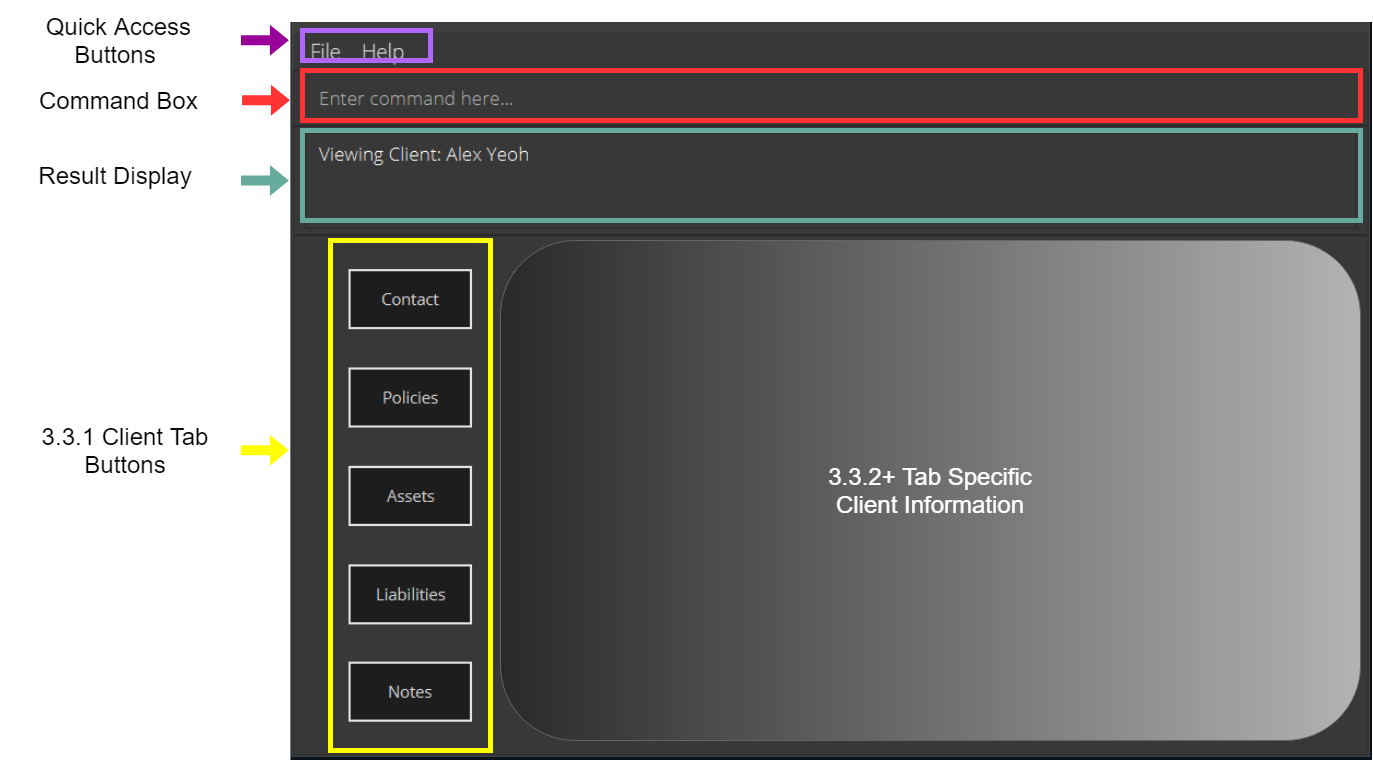 Quick Access
Buttons
File Help
Command Box
Enter command here...
Result Display
Viewing Client: Alex Yeoh
3.3.1 Client Tab
Buttons
Contact
Policies
Assets
Liabilities
Notes
3.3.2+ Tab Specific
Client Information